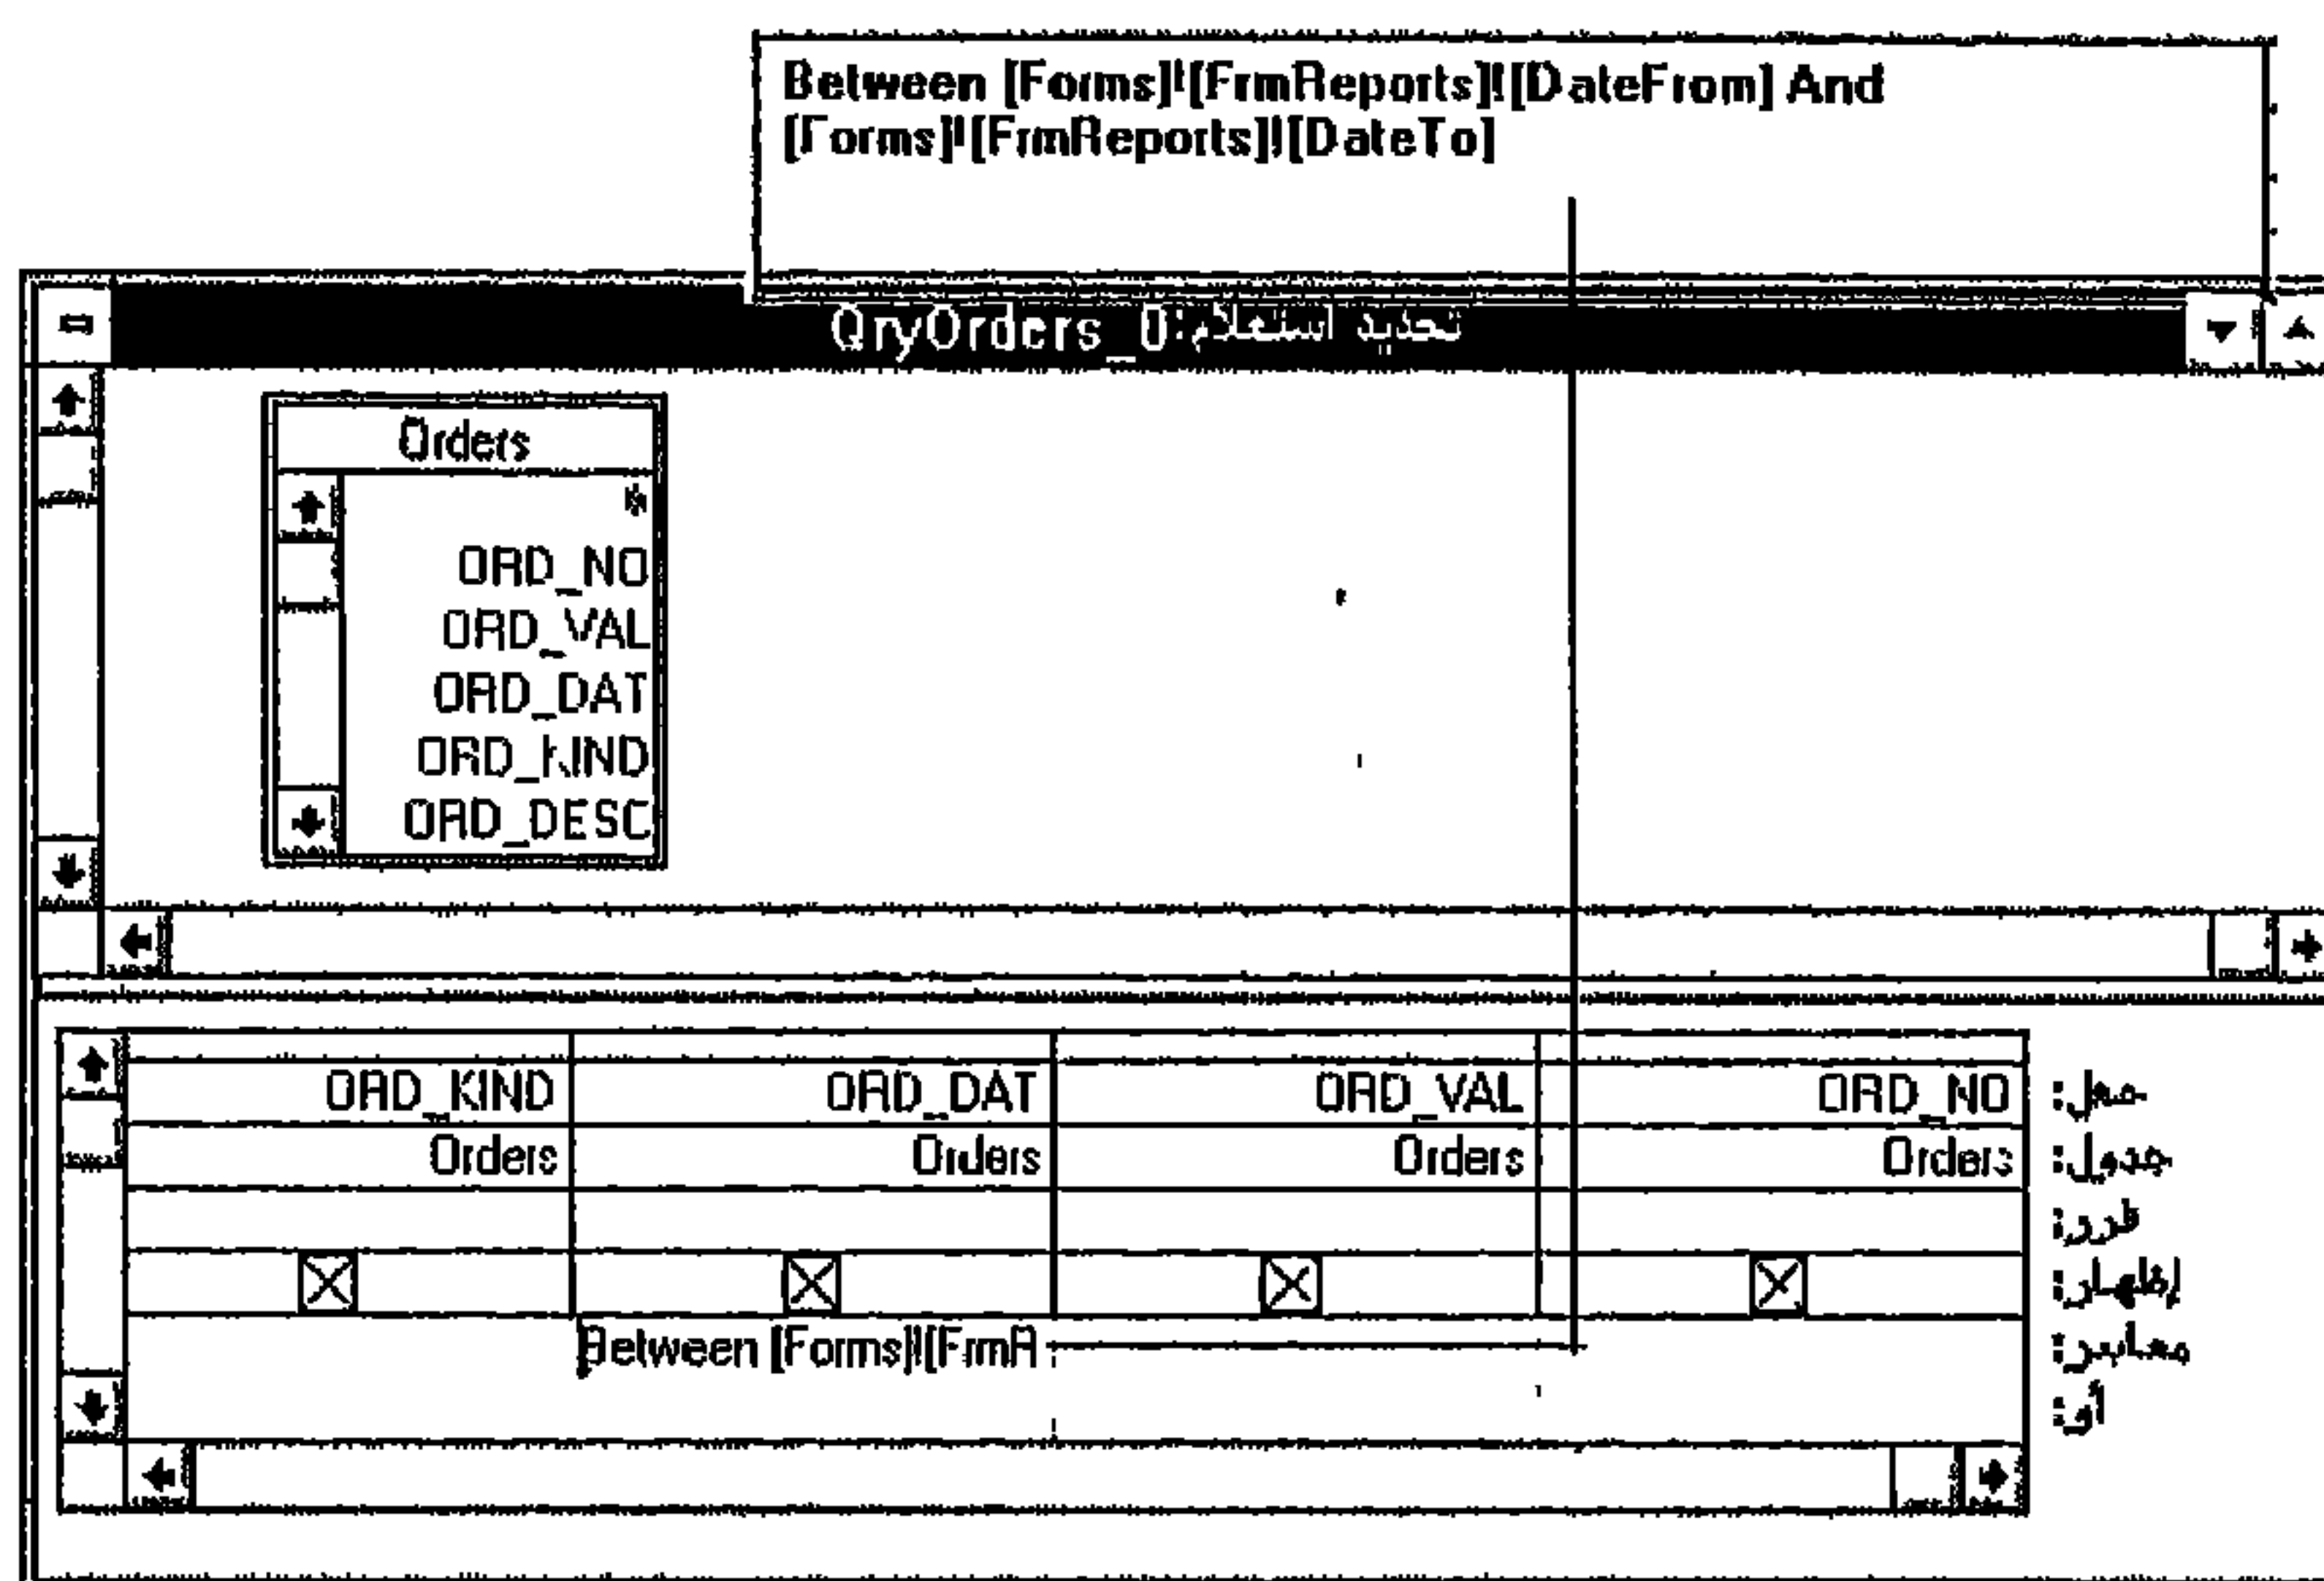 Between [Forms]![FrmReports]![DateFrom] And
[Forms]![FrmReports]![DateTo]
QryOrders_0 :تحديد استعلام
Orders
*
ORD_NO
ORD_VAL
ORD_DAT
ORD_KIND
ORD_DESC
حقل: ORD_NO ORD_VAL ORD_DAT ORD_KIND
جدول: Orders Orders Orders Orders
فرز:
إظهار:
معايير: Between [Forms]![FrmR
أو: